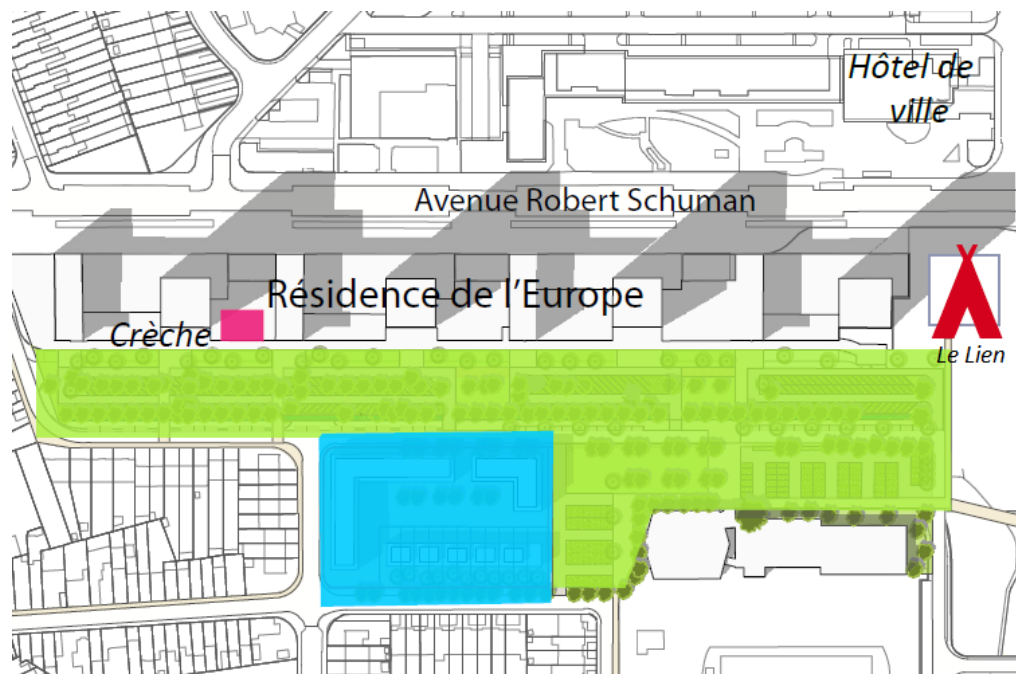 Hôtel de
ville
Avenue Robert Schuman
Résidence de l'Europe
Crèche
Le Lien